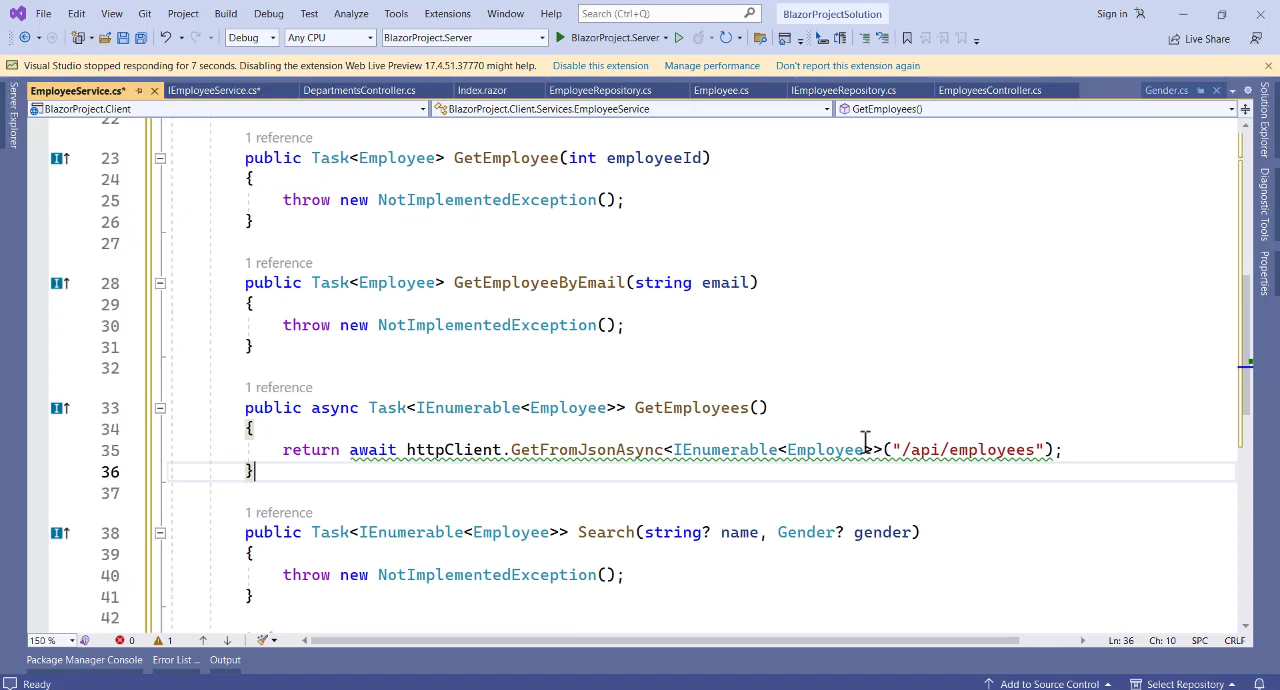 File Edit View Git Project Build Debug Test Analyze Tools Extensions Window Help Search (Ctrl+Q) BlazorProjectSolution Sign in
Debug Any CPU BlazorProject.Server BlazorProject.Server Live Share
Visual Studio stopped responding for 7 seconds. Disabling the extension Web Live Preview 17.4.51.37770 might help. Disable this extension Manage performance Don't report this extension again
EmployeeService.cs* IEmployeeService.cs* DepartmentsController.cs Index.razor EmployeeRepository.cs Employee.cs IEmployeeRepository.cs EmployeesController.cs Gender.cs
BlazorProject.Client BlazorProject.Client.Services.EmployeeService GetEmployees()
Server Explorer
Solution Explorer
Diagnostic Tools
Properties
22
1 reference
23 public Task<Employee> GetEmployee(int employeeId)
24 {
25 throw new NotImplementedException();
26 }
27
1 reference
28 public Task<Employee> GetEmployeeByEmail(string email)
29 {
30 throw new NotImplementedException();
31 }
32
1 reference
33 public async Task<IEnumerable<Employee>> GetEmployees()
34 {
35 return await httpClient.GetFromJsonAsync<IEnumerable<Employee>>("/api/employees");
36 }
37
1 reference
38 public Task<IEnumerable<Employee>> Search(string? name, Gender? gender)
39 {
40 throw new NotImplementedException();
41 }
42
150 % 0 1 Ln: 36 Ch: 10 SPC CRLF
Package Manager Console Error List ... Output
Ready Add to Source Control Select Repository